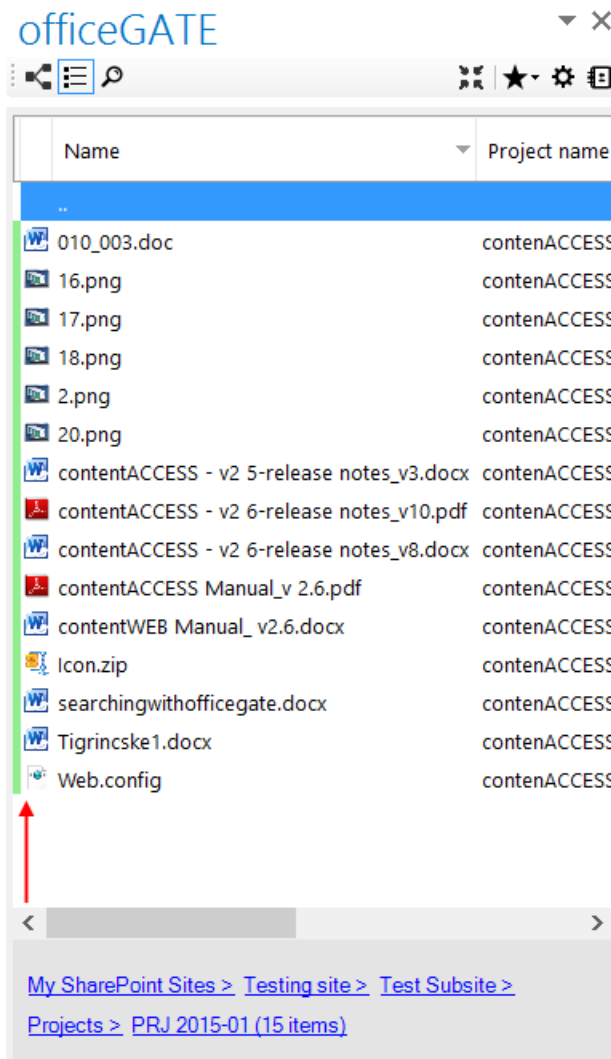 officeGATE
Name Project name
..
010_003.doc contenACCESS
16.png contenACCESS
17.png contenACCESS
18.png contenACCESS
2.png contenACCESS
20.png contenACCESS
contentACCESS - v2 5-release notes_v3.docx contenACCESS
contentACCESS - v2 6-release notes_v10.pdf contenACCESS
contentACCESS - v2 6-release notes_v8.docx contenACCESS
contentACCESS Manual_v 2.6.pdf contenACCESS
contentWEB Manual_ v2.6.docx contenACCESS
Icon.zip contenACCESS
searchingwithofficegate.docx contenACCESS
Tigrincske1.docx contenACCESS
Web.config contenACCESS
My SharePoint Sites > Testing site > Test Subsite >
Projects > PRJ 2015-01 (15 items)